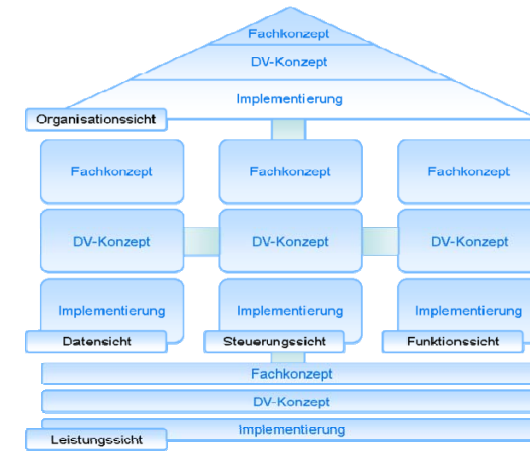 Fachkonzept
DV-Konzept
Implementierung
Organisationssicht
Fachkonzept Fachkonzept Fachkonzept
DV-Konzept DV-Konzept DV-Konzept
Implementierung Implementierung Implementierung
Datensicht Steuerungssicht Funktionssicht
Fachkonzept
DV-Konzept
Implementierung
Leistungssicht